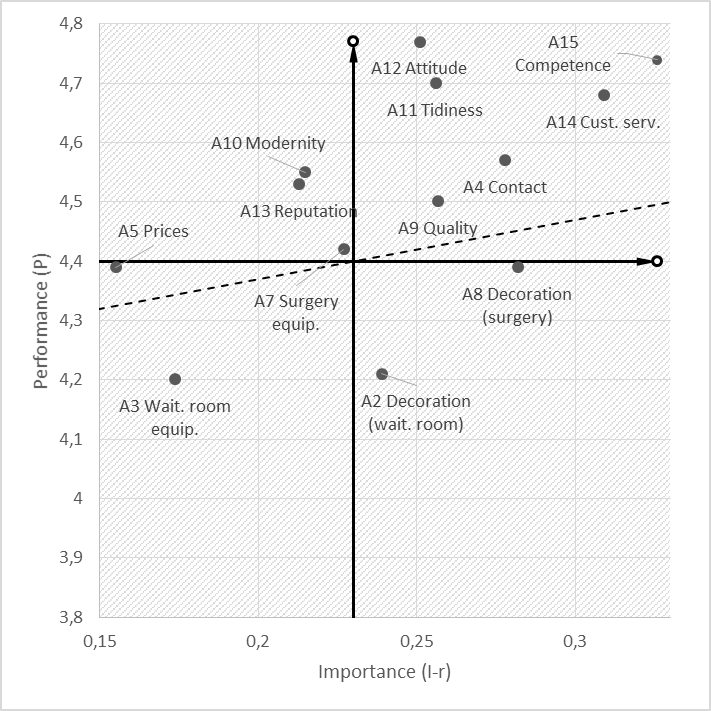 4,8
4,7
4,6
4,5
4,4
4,3
4,2
4,1
4
3,9
3,8
Performance (P)
A15
Competence
A12 Attitude
A11 Tidiness
A14 Cust. serv.
A10 Modernity
A4 Contact
A13 Reputation
A9 Quality
A5 Prices
A7 Surgery
equip.
A8 Decoration
(surgery)
A3 Wait. room
equip.
A2 Decoration
(wait. room)
0,15
0,2
0,25
0,3
Importance (I-r)